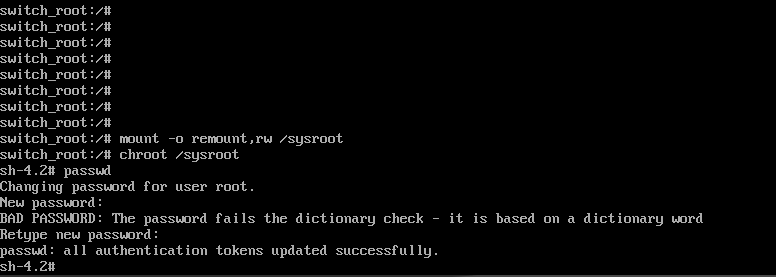 switch_root:/#
switch_root:/#
switch_root:/#
switch_root:/#
switch_root:/#
switch_root:/#
switch_root:/#
switch_root:/#
switch_root:/# mount -o remount,rw /sysroot
switch_root:/# chroot /sysroot
sh-4.2# passwd
Changing password for user root.
New password:
BAD PASSWORD: The password fails the dictionary check - it is based on a dictionary word
Retype new password:
passwd: all authentication tokens updated successfully.
sh-4.2#